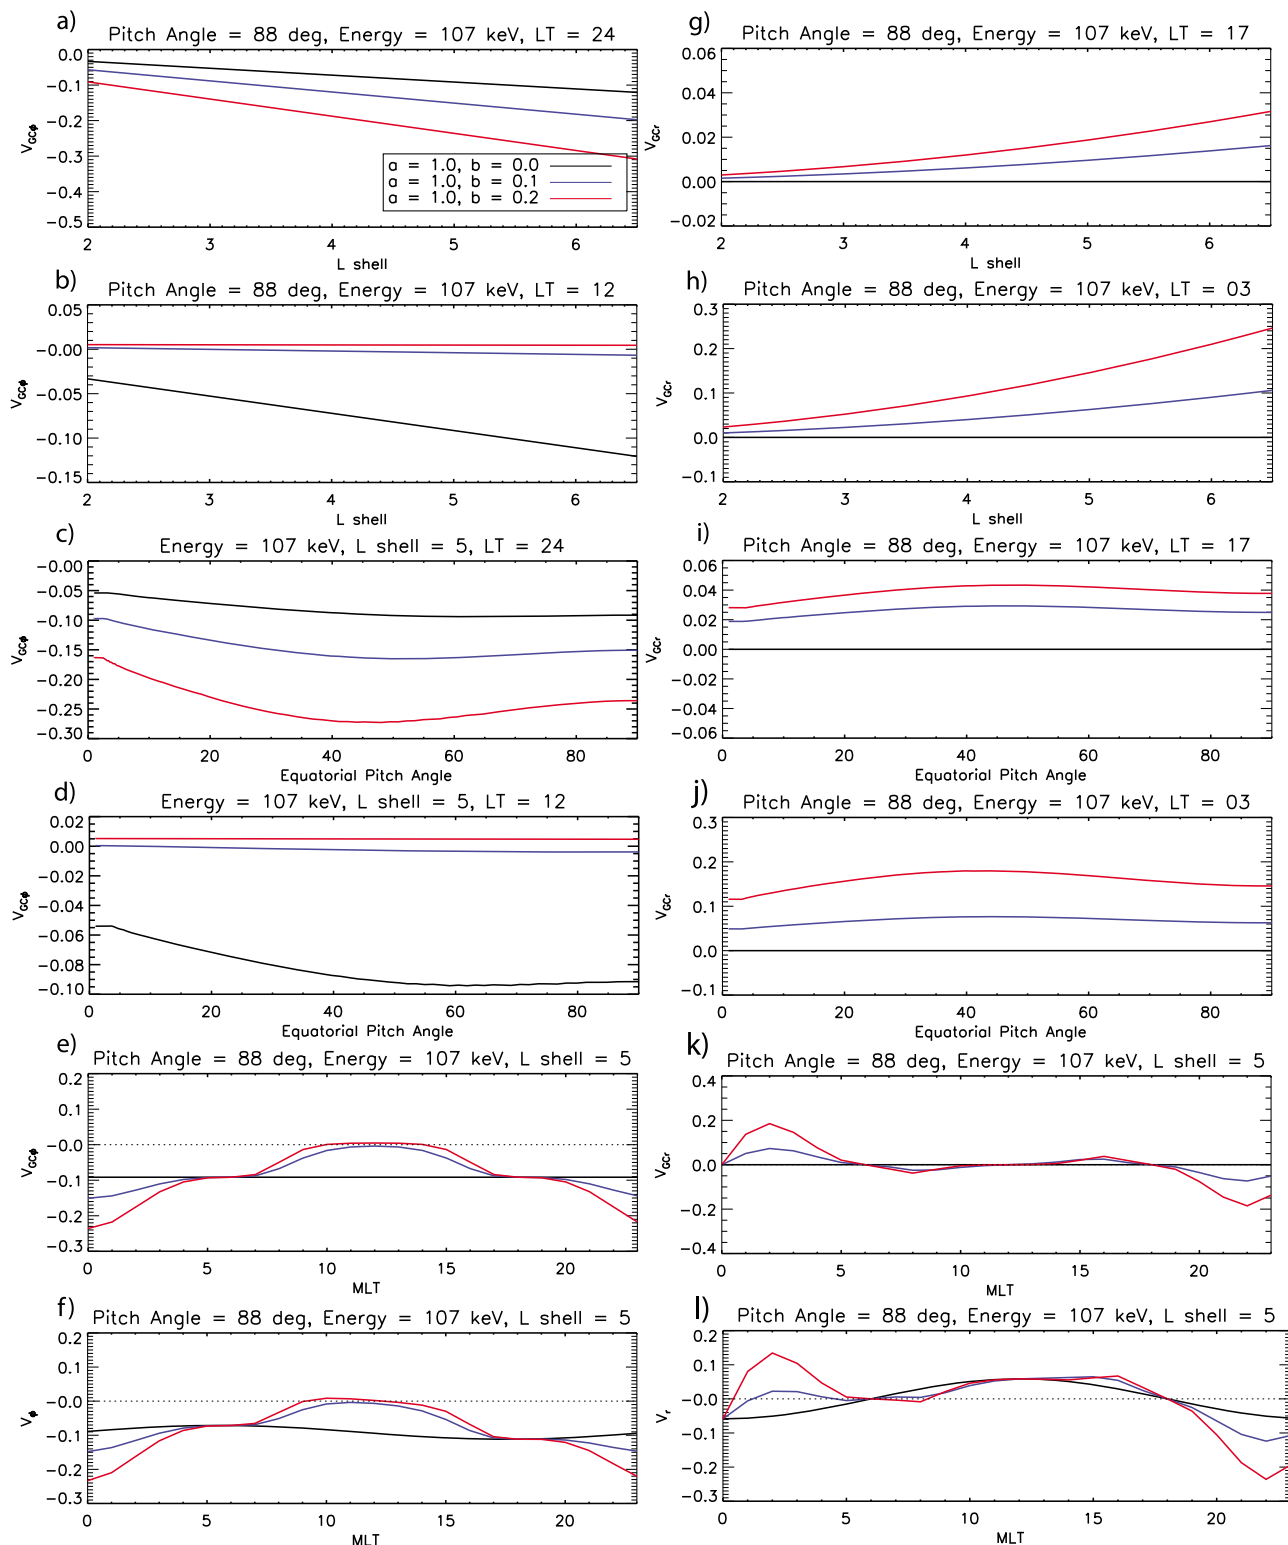 a)
Pitch Angle = 88 deg, Energy = 107 keV, LT = 24
0.0
-0.1
-0.2
-0.3
-0.4
-0.5
V_GCΦ
a = 1.0, b = 0.0
a = 1.0, b = 0.1
a = 1.0, b = 0.2
2 3 4 5 6
L shell
b)
Pitch Angle = 88 deg, Energy = 107 keV, LT = 12
0.05
-0.00
-0.05
-0.10
-0.15
V_GCΦ
2 3 4 5 6
L shell
c)
Energy = 107 keV, L shell = 5, LT = 24
-0.00
-0.05
-0.10
-0.15
-0.20
-0.25
-0.30
V_GCΦ
0 20 40 60 80
Equatorial Pitch Angle
d)
Energy = 107 keV, L shell = 5, LT = 12
0.02
0.00
-0.02
-0.04
-0.06
-0.08
-0.10
V_GCΦ
0 20 40 60 80
Equatorial Pitch Angle
e)
Pitch Angle = 88 deg, Energy = 107 keV, L shell = 5
0.2
0.1
-0.0
-0.1
-0.2
-0.3
V_GCΦ
0 5 10 15 20
MLT
f)
Pitch Angle = 88 deg, Energy = 107 keV, L shell = 5
0.2
0.1
-0.0
-0.1
-0.2
-0.3
V_Φ
0 5 10 15 20
MLT
g)
Pitch Angle = 88 deg, Energy = 107 keV, LT = 17
0.06
0.04
0.02
0.00
-0.02
V_GCr
2 3 4 5 6
L shell
h)
Pitch Angle = 88 deg, Energy = 107 keV, LT = 03
0.3
0.2
0.1
0.0
-0.1
V_GCr
2 3 4 5 6
L shell
i)
Pitch Angle = 88 deg, Energy = 107 keV, LT = 17
0.06
0.04
0.02
0.00
-0.02
-0.04
-0.06
V_GCr
0 20 40 60 80
Equatorial Pitch Angle
j)
Pitch Angle = 88 deg, Energy = 107 keV, LT = 03
0.3
0.2
0.1
0.0
-0.1
V_GCr
0 20 40 60 80
Equatorial Pitch Angle
k)
Pitch Angle = 88 deg, Energy = 107 keV, L shell = 5
0.4
0.2
0.0
-0.2
-0.4
V_GCr
0 5 10 15 20
MLT
l)
Pitch Angle = 88 deg, Energy = 107 keV, L shell = 5
0.2
0.1
-0.0
-0.1
-0.2
-0.3
V_r
0 5 10 15 20
MLT